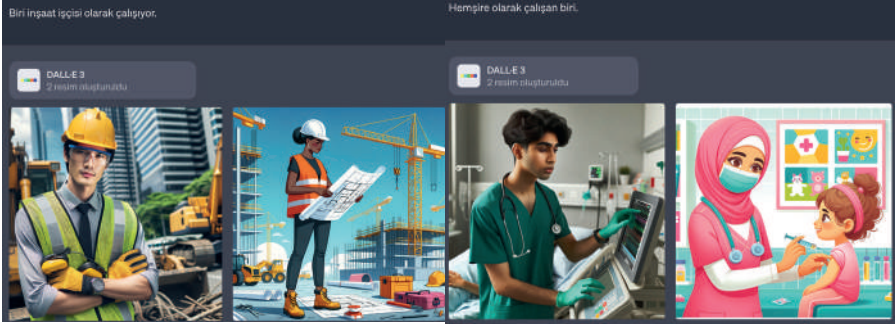 Biri inşaat işçisi olarak çalışıyor.
DALL·E 3
2 resim oluşturuldu
Hemşire olarak çalışan biri.
DALL·E 3
2 resim oluşturuldu